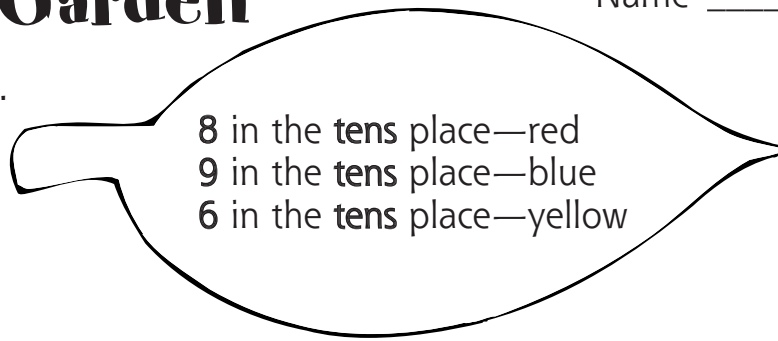 Garden
Name ____
.
8 in the tens place—red
9 in the tens place—blue
6 in the tens place—yellow